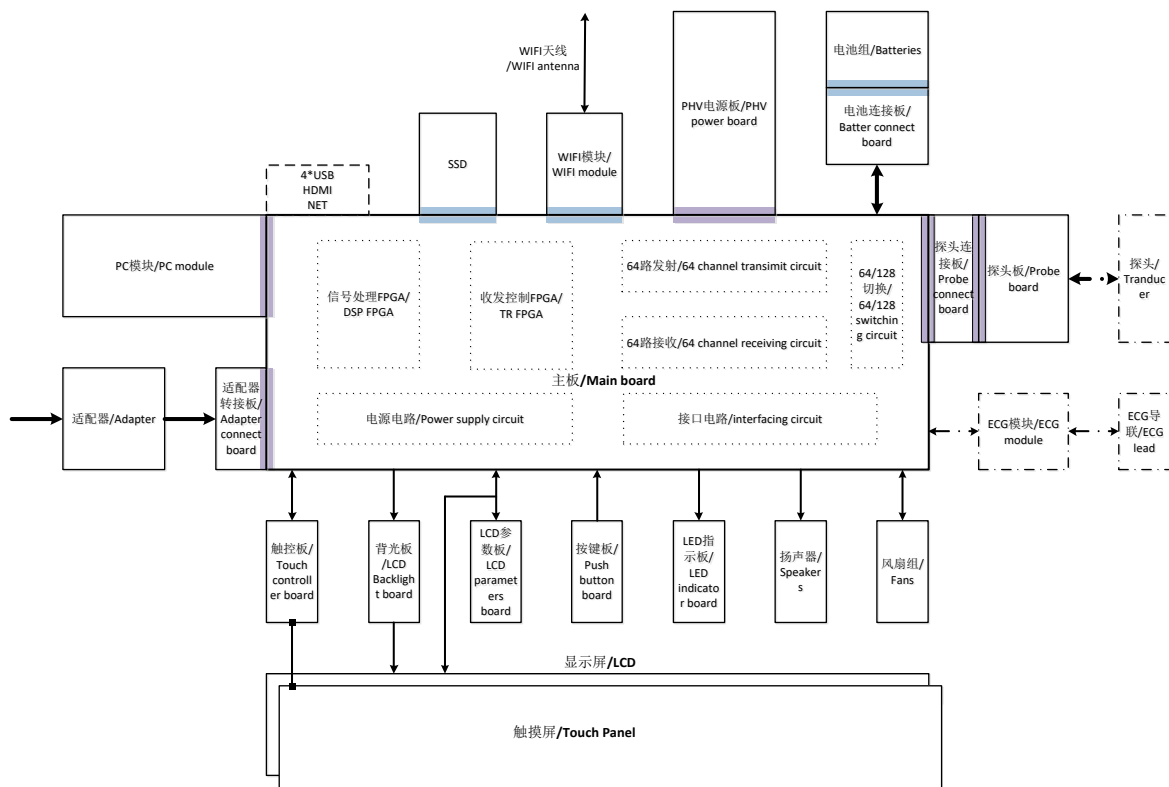 WIFI天线
/WIFI antenna
电池组/Batteries
PHV电源板/PHV
power board
电池连接板/
Batter connect
board
SSD
WIFI模块/
WIFI module
4*USB
HDMI
NET
PC模块/PC module
信号处理FPGA/
DSP FPGA
收发控制FPGA/
TR FPGA
64路发射/64 channel transimit circuit
64路接收/64 channel receiving circuit
64/128
切换/
64/128
switchin
g circuit
探头连
接板/
Probe
connect
board
探头板/Probe
board
探头/
Tranduc
er
主板/Main board
适配器/Adapter
适配器
转接板/
Adapter
connect
board
电源电路/Power supply circuit
接口电路/interfacing circuit
ECG模块/ECG
module
ECG导
联/ECG
lead
触控板/
Touch
controll
er board
背光板
/LCD
Backligh
t board
LCD参
数板/
LCD
paramet
ers
board
按键板/
Push
button
board
LED指
示板/
LED
indicato
r board
扬声器/
Speaker
s
风扇组/
Fans
显示屏/LCD
触摸屏/Touch Panel